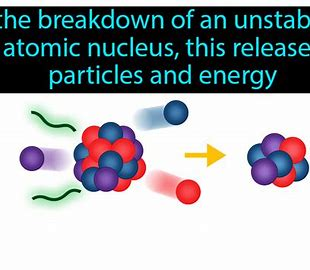 the breakdown of an unstab
atomic nucleus, this release
particles and energy